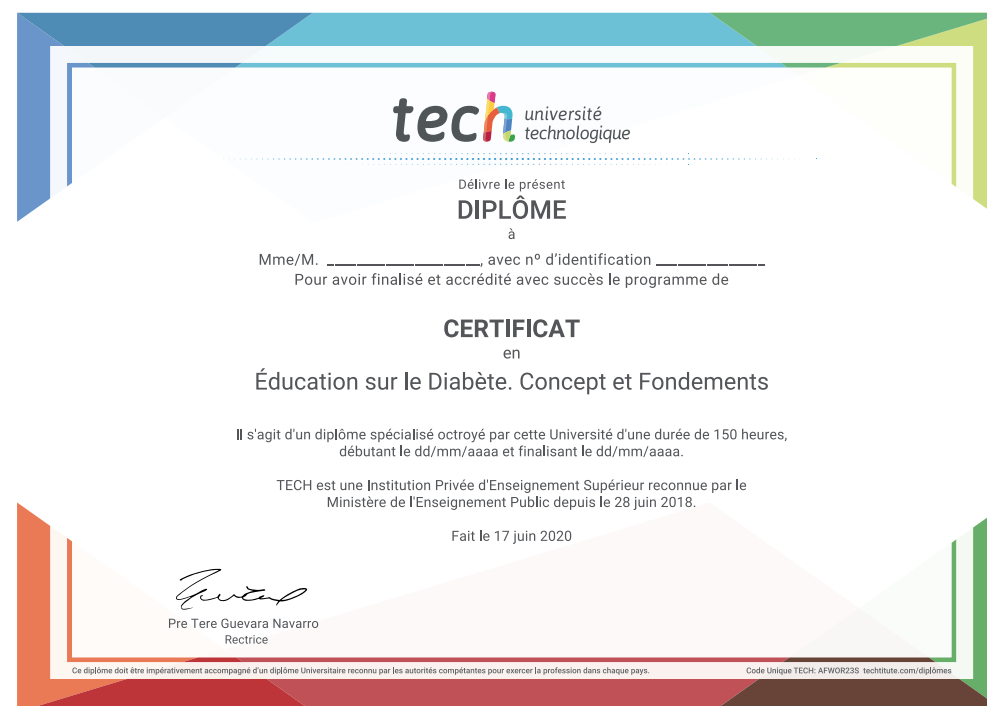 tech université
technologique
Délivre le présent
DIPLÔME
à
Mme/M. ____________________, avec nº d'identification ______________
Pour avoir finalisé et accrédité avec succès le programme de
CERTIFICAT
en
Éducation sur le Diabète. Concept et Fondements
Il s'agit d'un diplôme spécialisé octroyé par cette Université d'une durée de 150 heures,
débutant le dd/mm/aaaa et finalisant le dd/mm/aaaa.
TECH est une Institution Privée d'Enseignement Supérieur reconnue par le
Ministère de l'Enseignement Public depuis le 28 juin 2018.
Fait le 17 juin 2020
Pre Tere Guevara Navarro
Rectrice
Ce diplôme doit être impérativement accompagné d'un diplôme Universitaire reconnu par les autorités compétantes pour exercer la profession dans chaque pays.
Code Unique TECH: AFWOR23S techtitute.com/diplômes